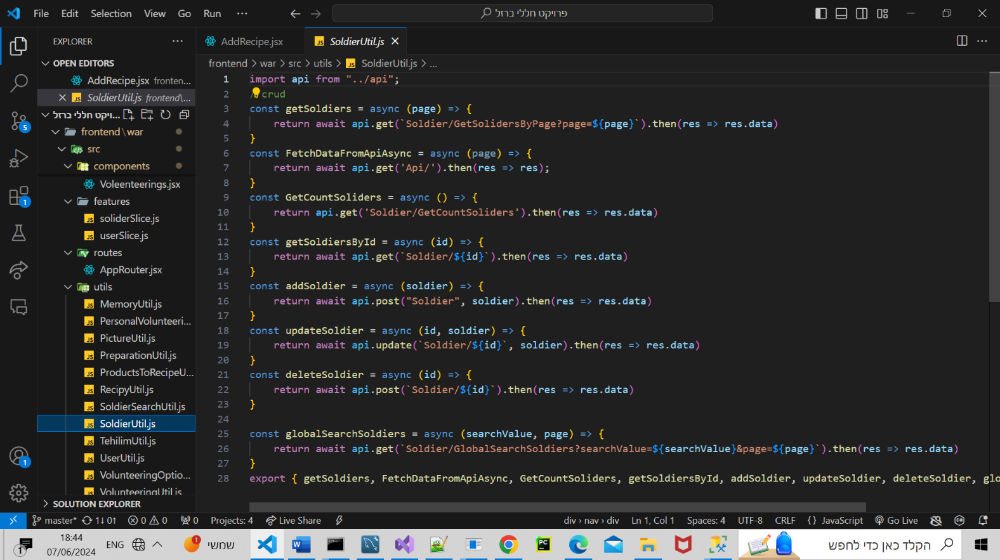 File Edit Selection View Go Run ···
פרויקט חללי ברזל
EXPLORER
OPEN EDITORS
AddRecipe.jsx fronten...
SoldierUtil.js frontend\...
...ויקט חללי ברזל
frontend\war
src
components
Voleenteerings.jsx
features
soliderSlice.js
userSlice.js
routes
AppRouter.jsx
utils
MemoryUtil.js
PersonalVolunteeri...
PictureUtil.js
PreparationUtil.js
ProductsToRecipeU...
RecipyUtil.js
SoldierSearchUtil.js
SoldierUtil.js
TehilimUtil.js
UserUtil.js
VolunteeringOptio...
VolunteeringUtil.js
SOLUTION EXPLORER
5
1
1
AddRecipe.jsx SoldierUtil.js
frontend > war > src > utils > JS SoldierUtil.js > ...
1 import api from "../api";
2 /crud
3 const getSoldiers = async (page) => {
4 return await api.get(`Soldier/GetSolidersByPage?page=${page}`).then(res => res.data)
5 }
6 const FetchDataFromApiAsync = async (page) => {
7 return await api.get('Api/').then(res => res);
8 }
9 const GetCountSoliders = async () => {
10 return api.get('Soldier/GetCountSoliders').then(res => res.data)
11 }
12 const getSoldiersById = async (id) => {
13 return await api.get(`Soldier/${id}`).then(res => res.data)
14 }
15 const addSoldier = async (soldier) => {
16 return await api.post("Soldier", soldier).then(res => res.data)
17 }
18 const updateSoldier = async (id, soldier) => {
19 return await api.update(`Soldier/${id}`, soldier).then(res => res.data)
20 }
21 const deleteSoldier = async (id) => {
22 return await api.post(`Soldier/${id}`).then(res => res.data)
23 }
24
25 const globalSearchSoldiers = async (searchValue, page) => {
26 return await api.get(`Soldier/GlobalSearchSoldiers?searchValue=${searchValue}&page=${page}`).then(res => res.data)
27 }
28 export { getSoldiers, FetchDataFromApiAsync, GetCountSoliders, getSoldiersById, addSoldier, updateSoldier, deleteSoldier, glo
master* 1↓ 0↑ 0 0 0 Projects: 4 Live Share div > nav > div Ln 1, Col 1 Spaces: 4 UTF-8 CRLF {} JavaScript Go Live
1 18:44 ENG 1 שמשי PC הקלד כאן כדי לחפש
07/06/2024